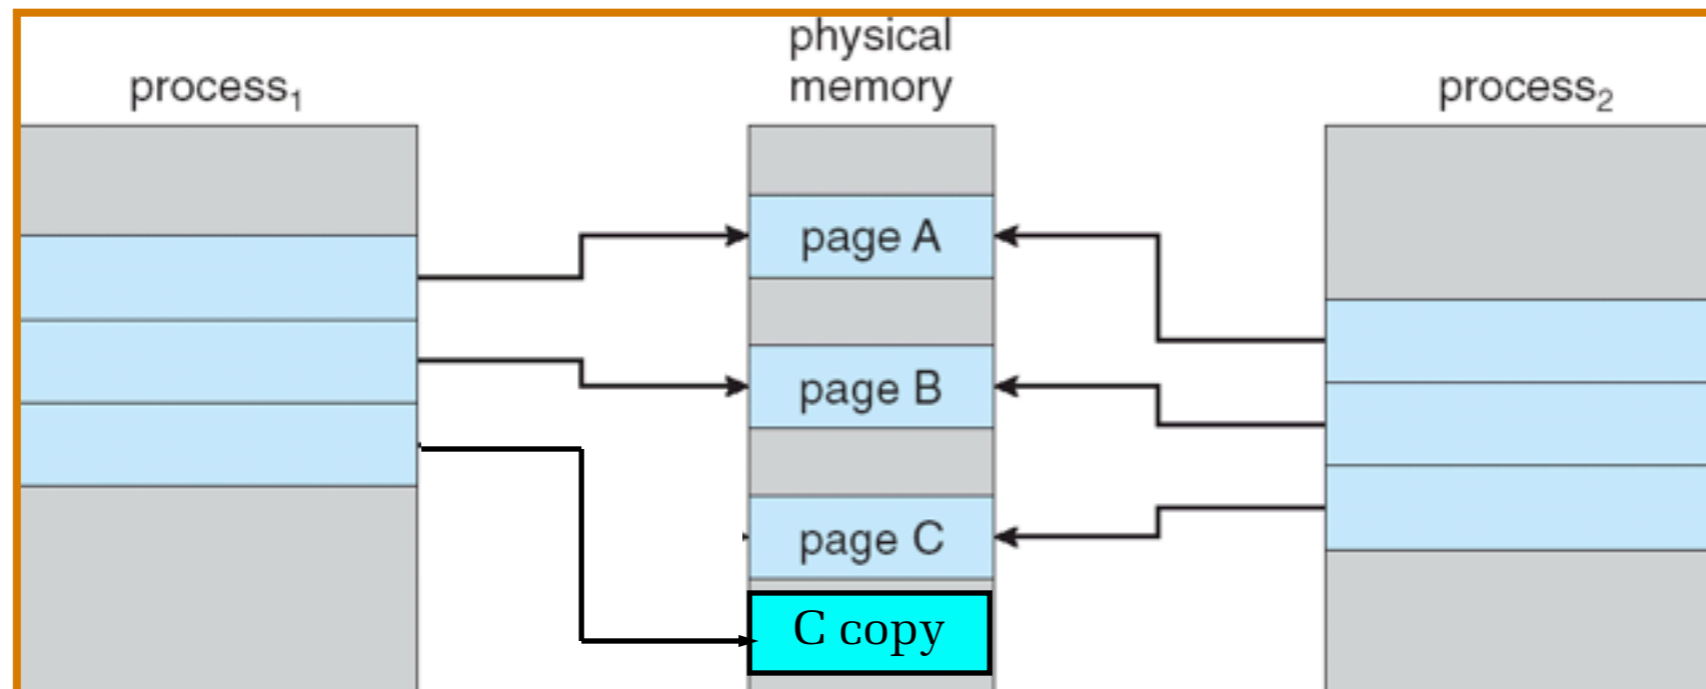 physical
memory
process₁
process₂
page A
page B
page C
C copy